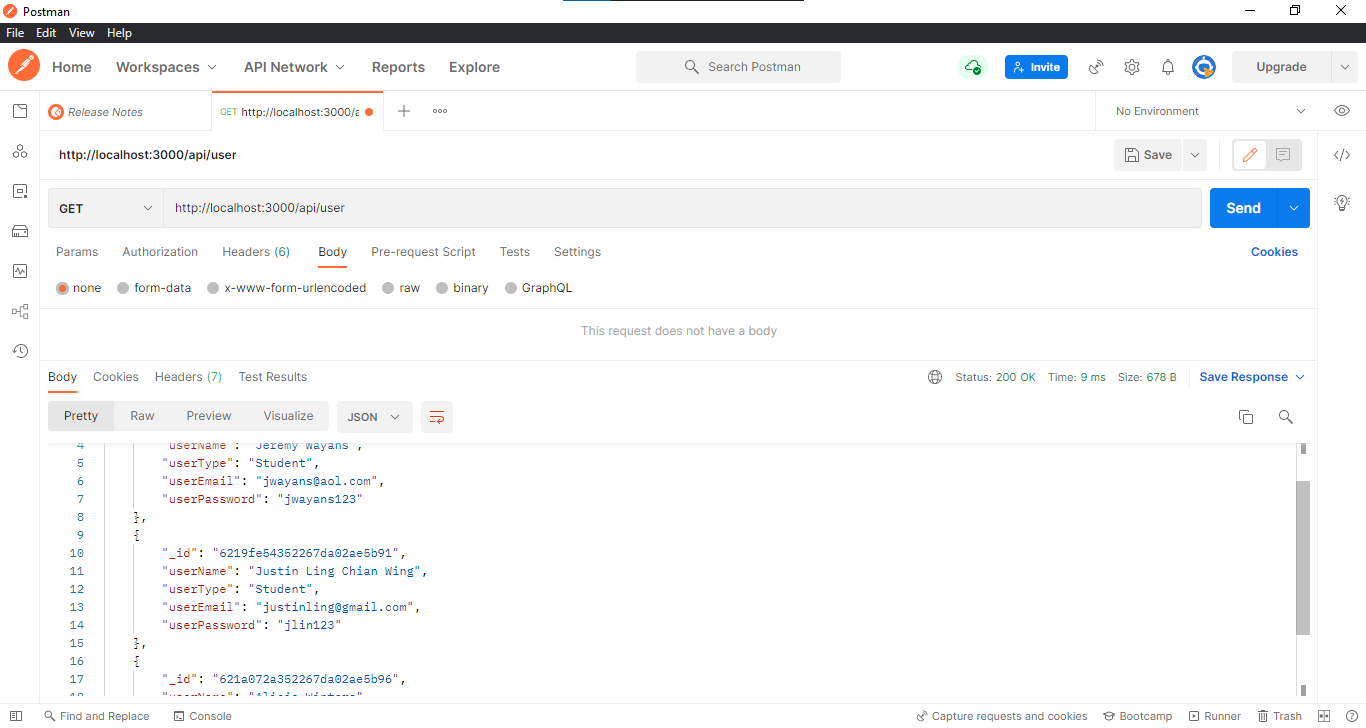 Postman
File Edit View Help
Home Workspaces API Network Reports Explore Search Postman Invite Upgrade
Release Notes GET http://localhost:3000/a No Environment
http://localhost:3000/api/user Save
GET http://localhost:3000/api/user Send
Params Authorization Headers (6) Body Pre-request Script Tests Settings Cookies
none form-data x-www-form-urlencoded raw binary GraphQL
This request does not have a body
Body Cookies Headers (7) Test Results Status: 200 OK Time: 9 ms Size: 678 B Save Response
Pretty Raw Preview Visualize JSON
4 "userName": "Jeremy Wayans",
5 "userType": "Student",
6 "userEmail": "jwayans@aol.com",
7 "userPassword": "jwayans123"
8 },
9 {
10 "_id": "6219fe54352267da02ae5b91",
11 "userName": "Justin Ling Chian Wing",
12 "userType": "Student",
13 "userEmail": "justinling@gmail.com",
14 "userPassword": "jlin123"
15 },
16 {
17 "_id": "621a072a352267da02ae5b96",
18 "userName": "Alicia Wintens"
Find and Replace Console Capture requests and cookies Bootcamp Runner Trash